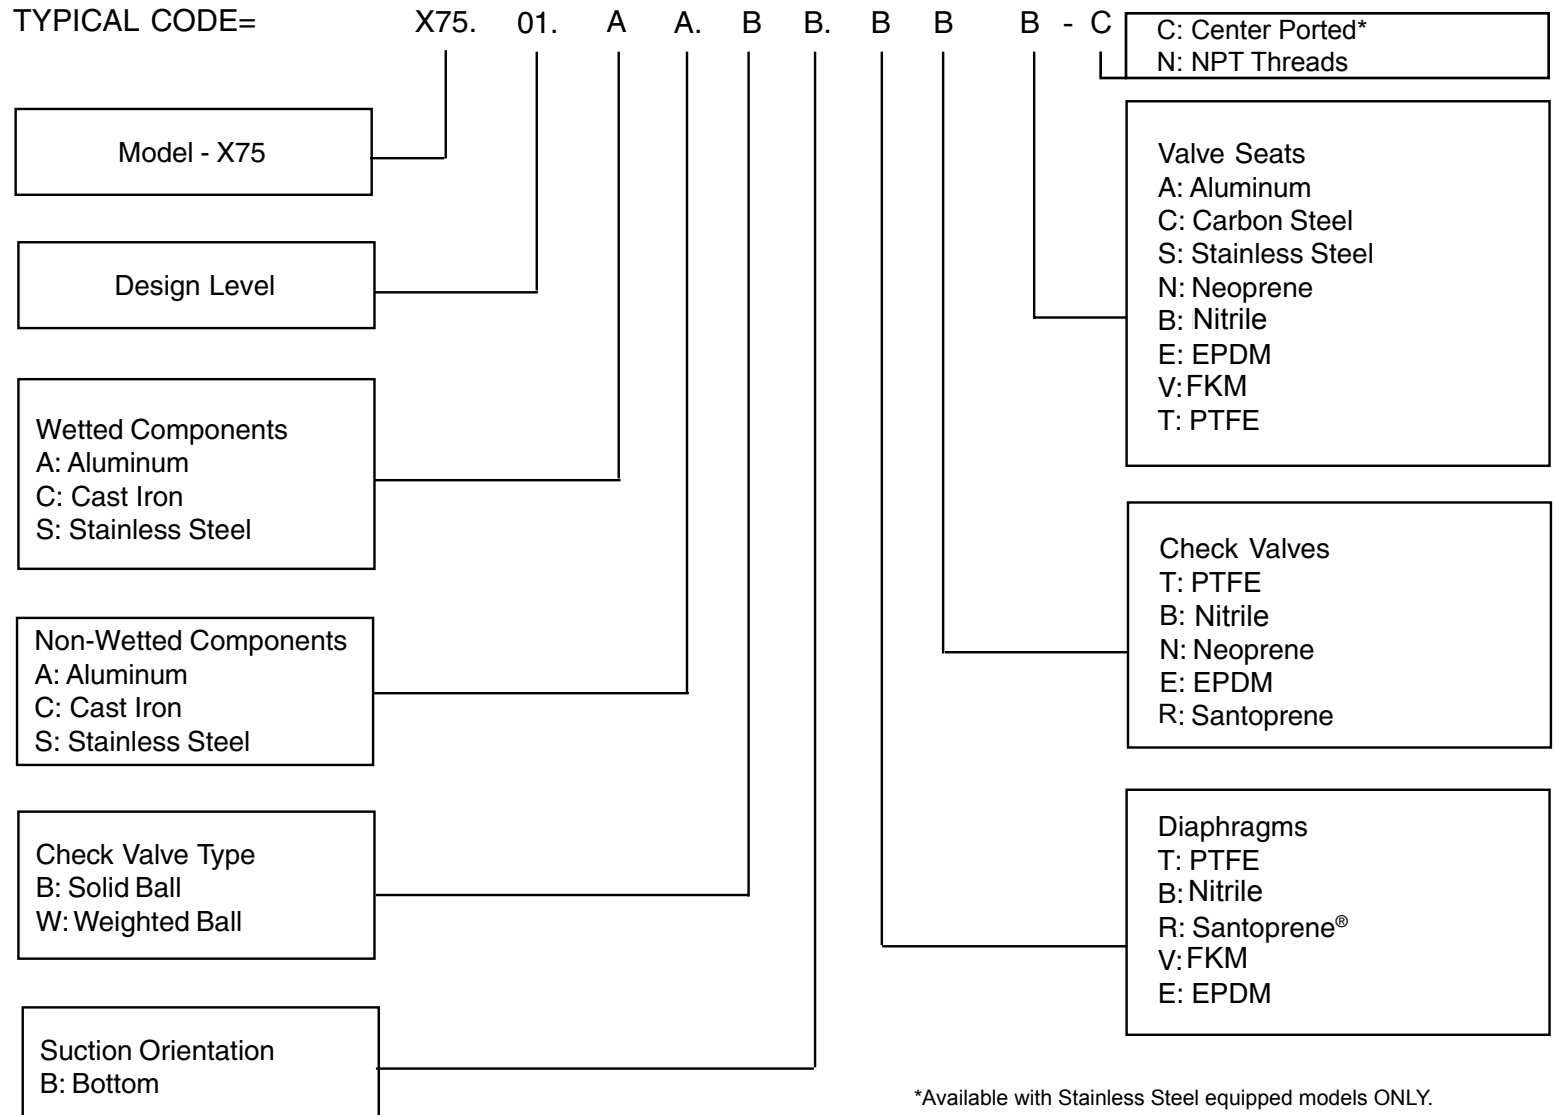 TYPICAL CODE= X75. 01. A A. B B. B B B - C
C: Center Ported*
N: NPT Threads
Model - X75
Design Level
Wetted Components
A: Aluminum
C: Cast Iron
S: Stainless Steel
Non-Wetted Components
A: Aluminum
C: Cast Iron
S: Stainless Steel
Check Valve Type
B: Solid Ball
W: Weighted Ball
Suction Orientation
B: Bottom
Valve Seats
A: Aluminum
C: Carbon Steel
S: Stainless Steel
N: Neoprene
B: Nitrile
E: EPDM
V: FKM
T: PTFE
Check Valves
T: PTFE
B: Nitrile
N: Neoprene
E: EPDM
R: Santoprene
Diaphragms
T: PTFE
B: Nitrile
R: Santoprene®
V: FKM
E: EPDM
*Available with Stainless Steel equipped models ONLY.